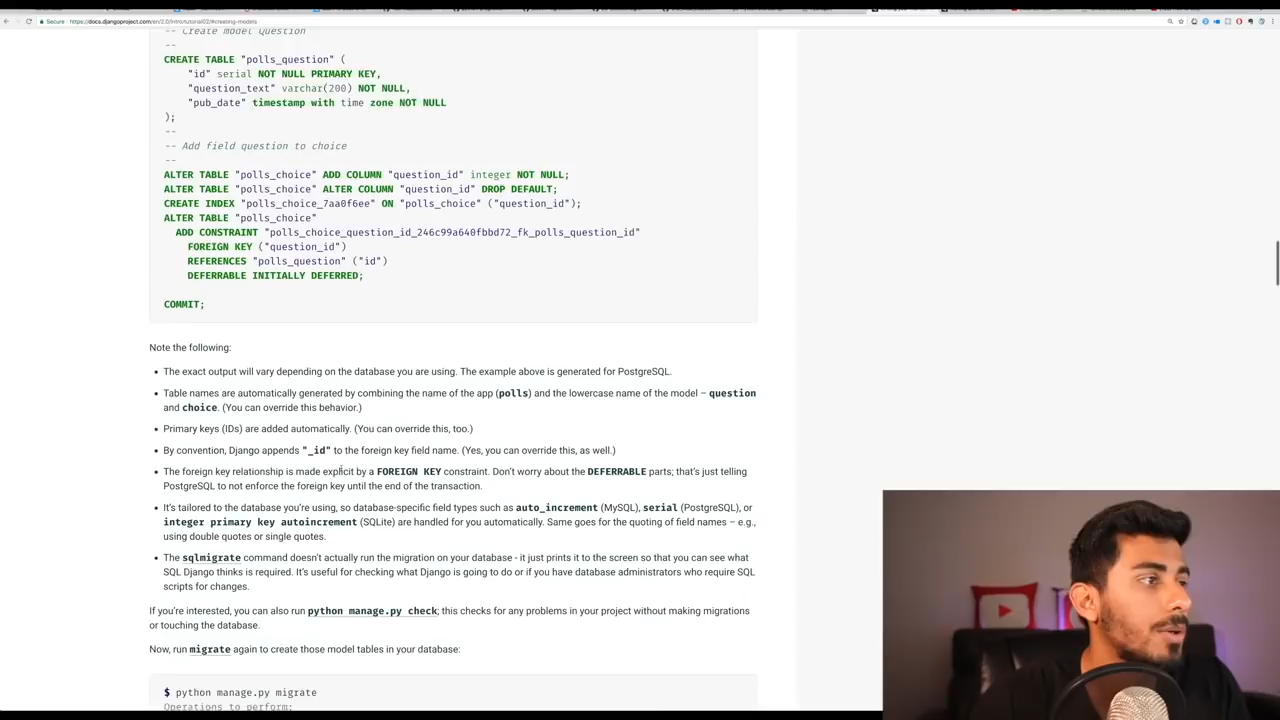 Secure
https://docs.djangoproject.com/en/2.0/intro/tutorial02/#creating-models
-- Create model Question
--
CREATE TABLE "polls_question" (
"id" serial NOT NULL PRIMARY KEY,
"question_text" varchar(200) NOT NULL,
"pub_date" timestamp with time zone NOT NULL
);
--
-- Add field question to choice
--
ALTER TABLE "polls_choice" ADD COLUMN "question_id" integer NOT NULL;
ALTER TABLE "polls_choice" ALTER COLUMN "question_id" DROP DEFAULT;
CREATE INDEX "polls_choice_7aa0f6ee" ON "polls_choice" ("question_id");
ALTER TABLE "polls_choice"
ADD CONSTRAINT "polls_choice_question_id_246c99a640fbbd72_fk_polls_question_id"
FOREIGN KEY ("question_id")
REFERENCES "polls_question" ("id")
DEFERRABLE INITIALLY DEFERRED;
COMMIT;
Note the following:
• The exact output will vary depending on the database you are using. The example above is generated for PostgreSQL.
• Table names are automatically generated by combining the name of the app (polls) and the lowercase name of the model – question
and choice. (You can override this behavior.)
• Primary keys (IDs) are added automatically. (You can override this, too.)
• By convention, Django appends "_id" to the foreign key field name. (Yes, you can override this, as well.)
• The foreign key relationship is made explicit by a FOREIGN KEY constraint. Don't worry about the DEFERRABLE parts; that's just telling
PostgreSQL to not enforce the foreign key until the end of the transaction.
• It's tailored to the database you're using, so database-specific field types such as auto_increment (MySQL), serial (PostgreSQL), or
integer primary key autoincrement (SQLite) are handled for you automatically. Same goes for the quoting of field names – e.g.,
using double quotes or single quotes.
• The sqlmigrate command doesn't actually run the migration on your database - it just prints it to the screen so that you can see what
SQL Django thinks is required. It's useful for checking what Django is going to do or if you have database administrators who require SQL
scripts for changes.
If you're interested, you can also run python manage.py check; this checks for any problems in your project without making migrations
or touching the database.
Now, run migrate again to create those model tables in your database:
$ python manage.py migrate
Operations to perform: